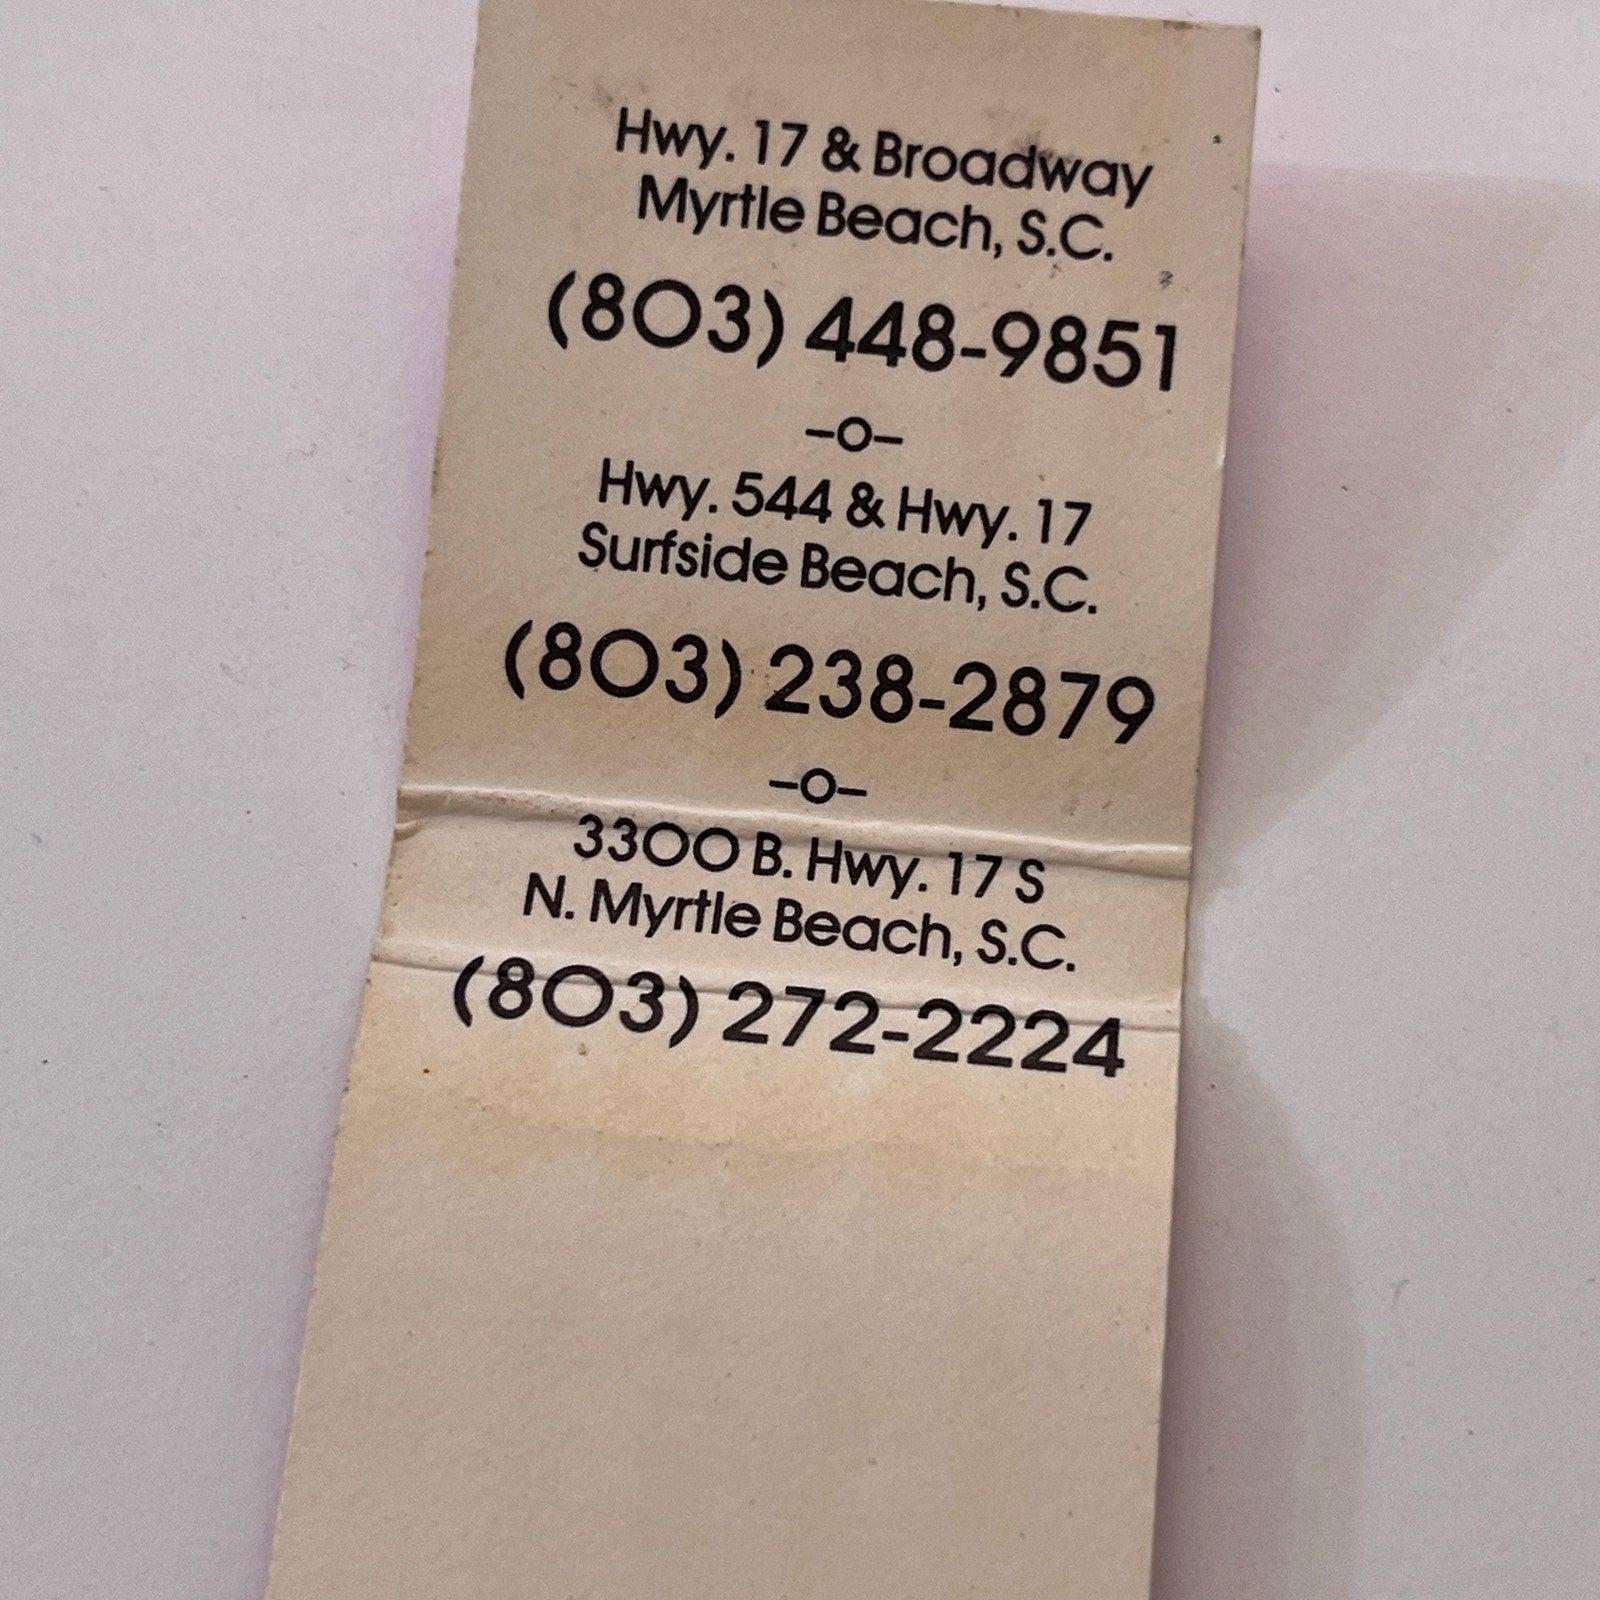 Hwy. 17 & Broadway
Myrtle Beach, S.C.
(803) 448-9851
-o-
Hwy. 544 & Hwy. 17
Surfside Beach, S.C.
(803) 238-2879
-o-
3300 B. Hwy. 17 S
N. Myrtle Beach, S.C.
(803) 272-2224